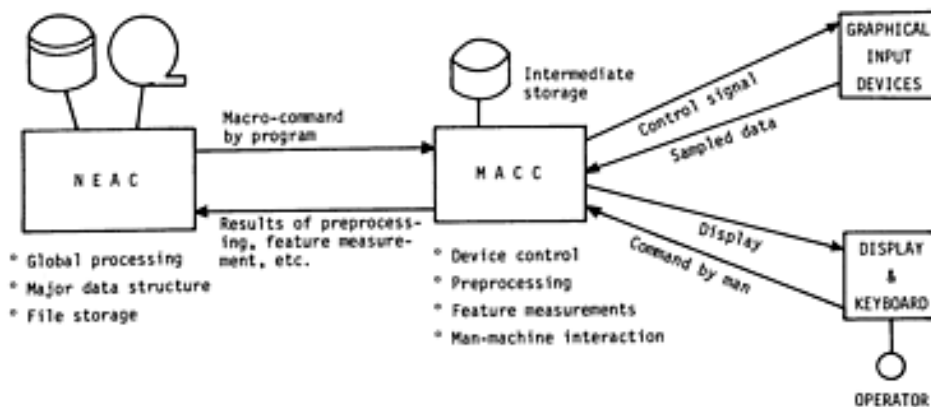 GRAPHICAL
INPUT
DEVICES
Intermediate
storage
Control signal
Sampled data
Macro-command
by program
N E A C
M A C C
Results of preprocess-
ing, feature measure-
ment, etc.
° Global processing
° Major data structure
° File storage
° Device control
° Preprocessing
° Feature measurements
° Man-machine interaction
Display
Command by man
DISPLAY
&
KEYBOARD
OPERATOR